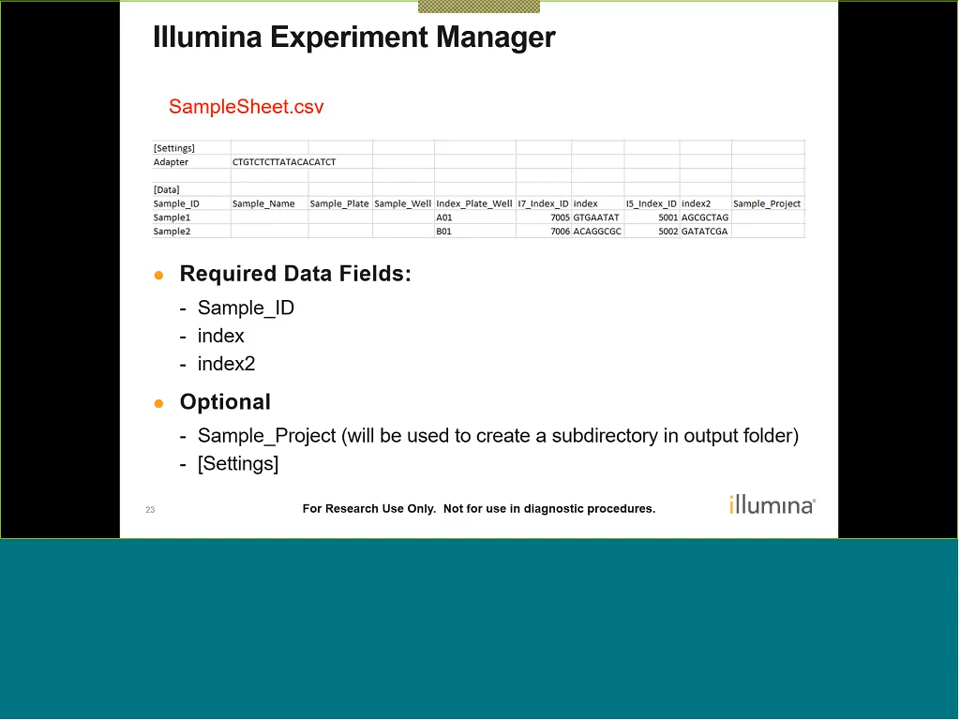 Illumina Experiment Manager
SampleSheet.csv
[Settings]
Adapter CTGTCTCTTATACACATCT
[Data]
Sample_ID Sample_Name Sample_Plate Sample_Well Index_Plate_Well I7_Index_ID index I5_Index_ID index2 Sample_Project
Sample1 A01 7005 GTGAATAT 5001 AGCGCTAG
Sample2 B01 7006 ACAGGCGC 5002 GATATCGA
• Required Data Fields:
- Sample_ID
- index
- index2
• Optional
- Sample_Project (will be used to create a subdirectory in output folder)
- [Settings]
23 For Research Use Only. Not for use in diagnostic procedures. illumina®